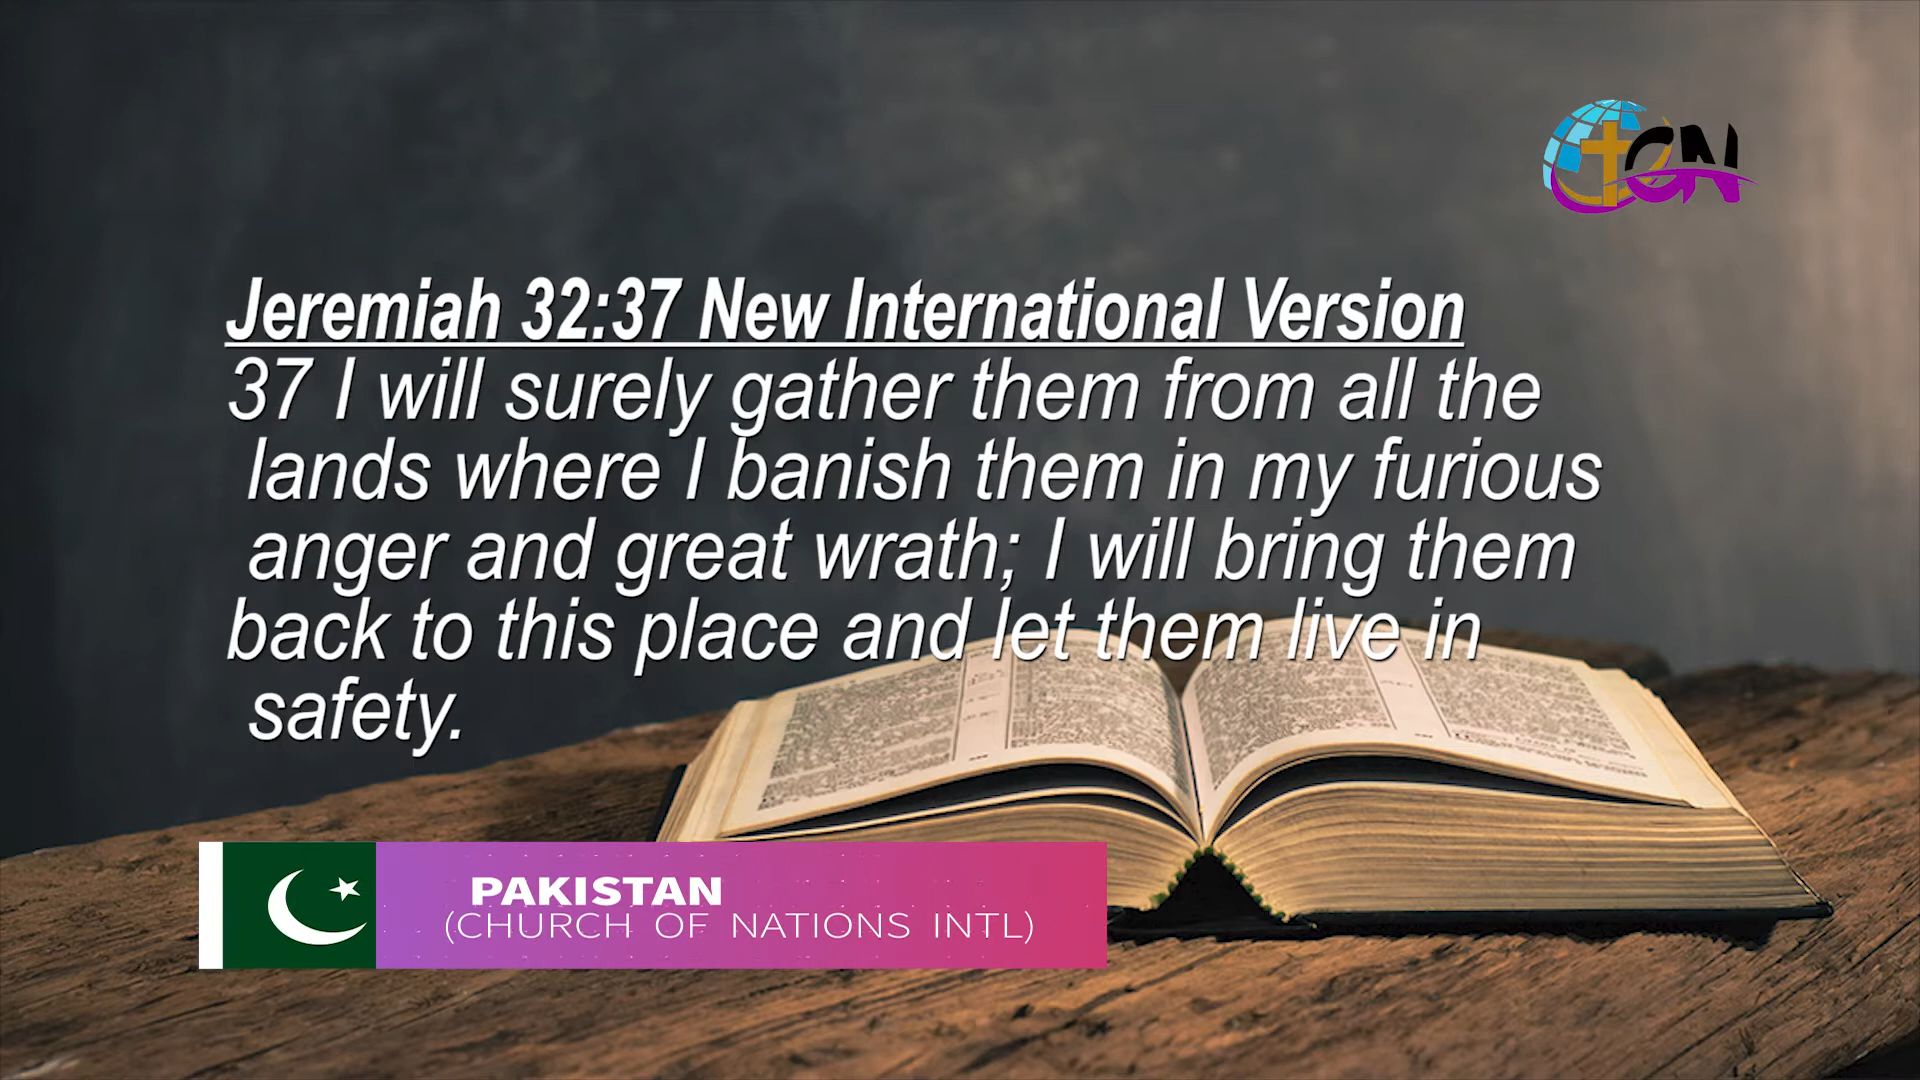 GN
Jeremiah 32:37 New International Version
37 I will surely gather them from all the
lands where I banish them in my furious
anger and great wrath; I will bring them
back to this place and let them live in
safety.
PAKISTAN
(CHURCH OF NATIONS INTL)